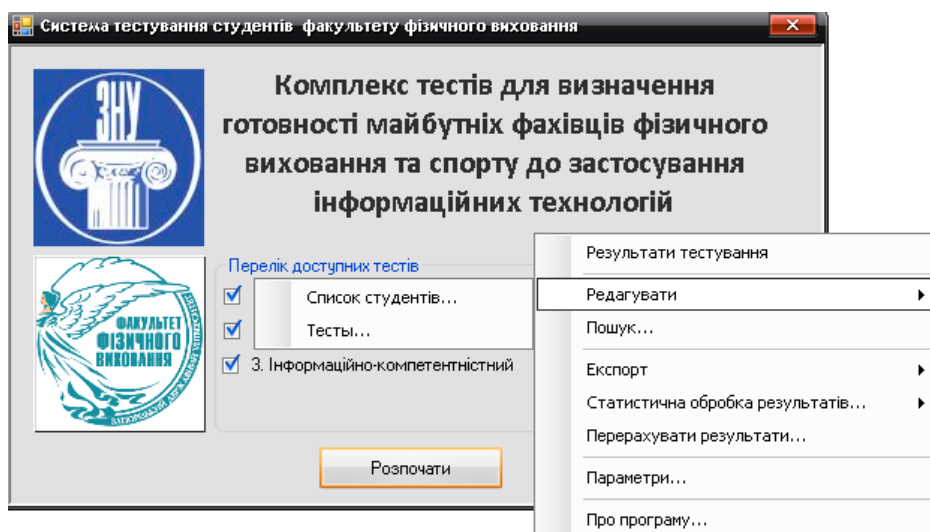 Система тестування студентів факультету фізичного виховання
ЗНУ
Комплекс тестів для визначення
готовності майбутніх фахівців фізичного
виховання та спорту до застосування
інформаційних технологій
ФАКУЛЬТЕТ
ФІЗИЧНОГО
ВИХОВАННЯ
Перелік доступних тестів
Список студентів...
Тесты...
3. Інформаційно-компетентністний
Розпочати
Результати тестування
Редагувати
Пошук...
Експорт
Статистична обробка результатів...
Перерахувати результати...
Параметри...
Про програму...